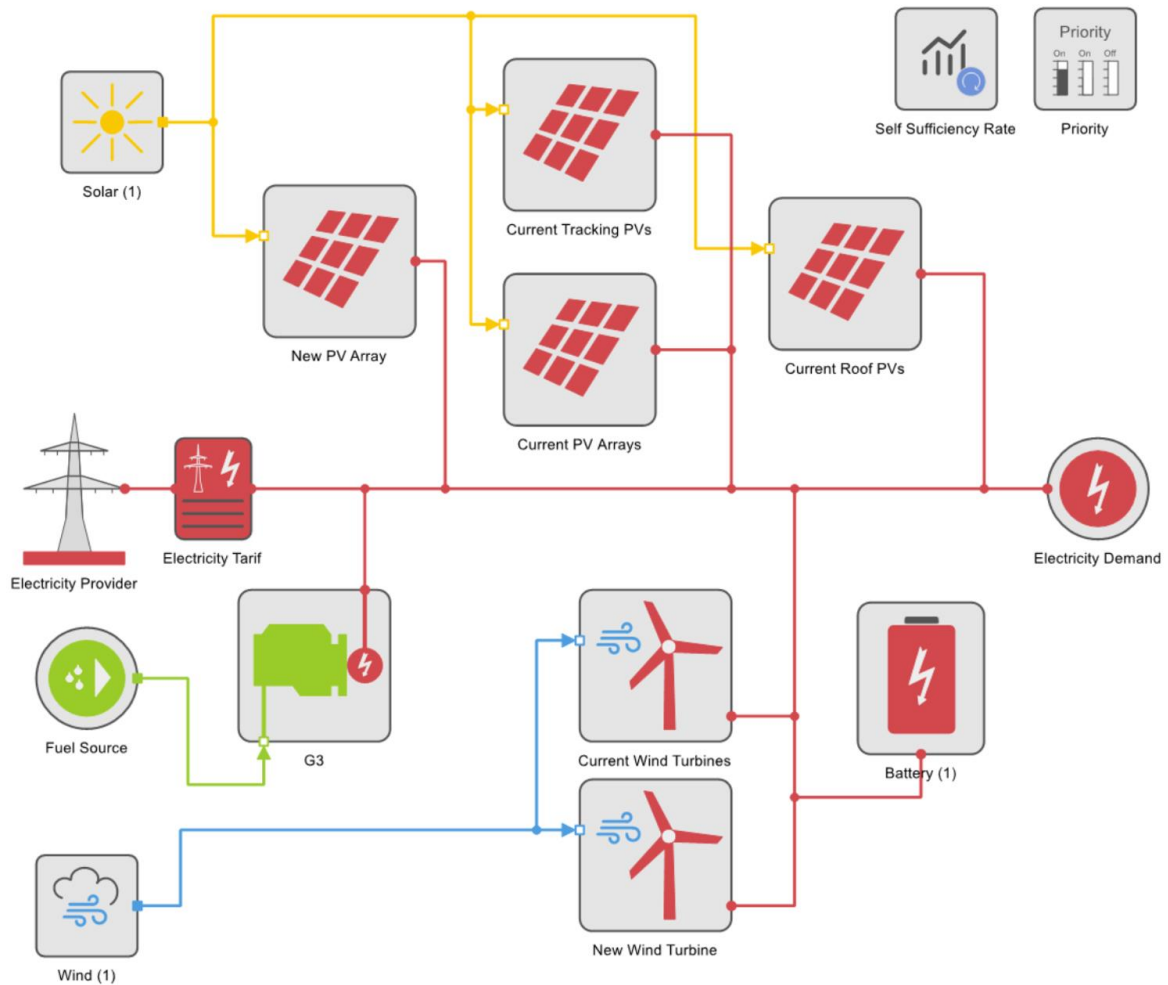 Priority
On On Off
Self Sufficiency Rate
Priority
Solar (1)
Current Tracking PVs
New PV Array
Current Roof PVs
Current PV Arrays
Electricity Tarif
Electricity Demand
Electricity Provider
Fuel Source
G3
Current Wind Turbines
Battery (1)
New Wind Turbine
Wind (1)